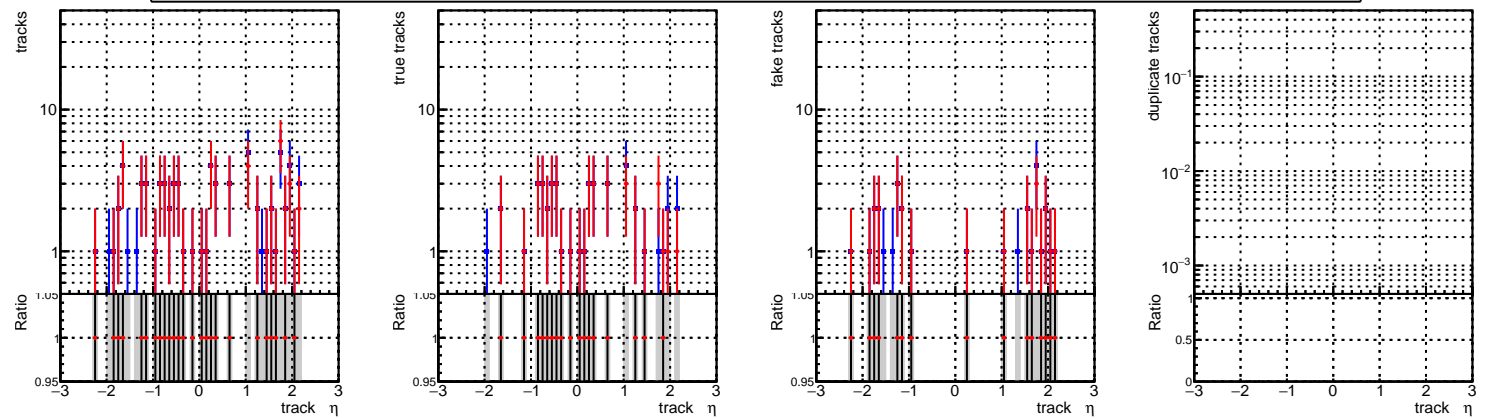 tracks
10
1
Ratio
1.05
1
0.95
−3 −2 −1 0 1 2 3
track η
true tracks
10
1
Ratio
1.05
1
0.95
−3 −2 −1 0 1 2 3
track η
fake tracks
10
1
Ratio
1.05
1
0.95
−3 −2 −1 0 1 2 3
track η
duplicate tracks
10⁻¹
10⁻²
10⁻³
Ratio
1
0.5
0
−3 −2 −1 0 1 2 3
track η